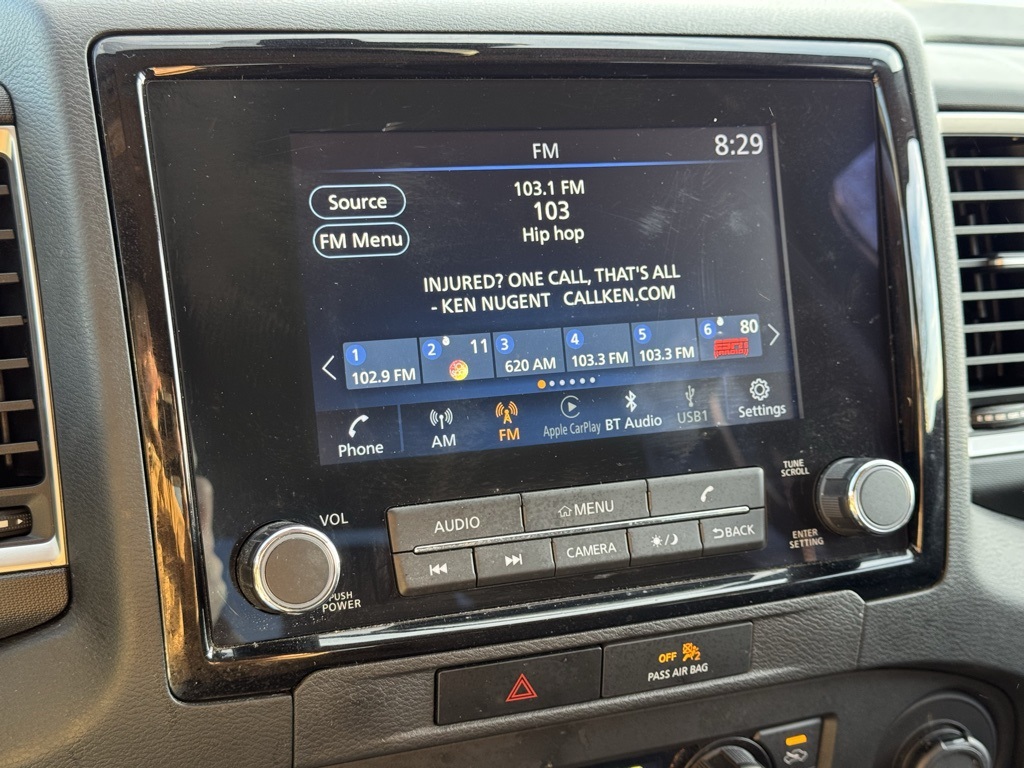 FM
8:29
Source
FM Menu
103.1 FM
103
Hip hop
INJURED? ONE CALL, THAT'S ALL
- KEN NUGENT CALLKEN.COM
1
102.9 FM
2
11
3
620 AM
4
103.3 FM
5
103.3 FM
6
80
Phone
AM
FM
Apple CarPlay
BT Audio
USB1
Settings
VOL
PUSH
POWER
AUDIO
MENU
CAMERA
BACK
TUNE
SCROLL
ENTER
SETTING
OFF
2
PASS AIR BAG